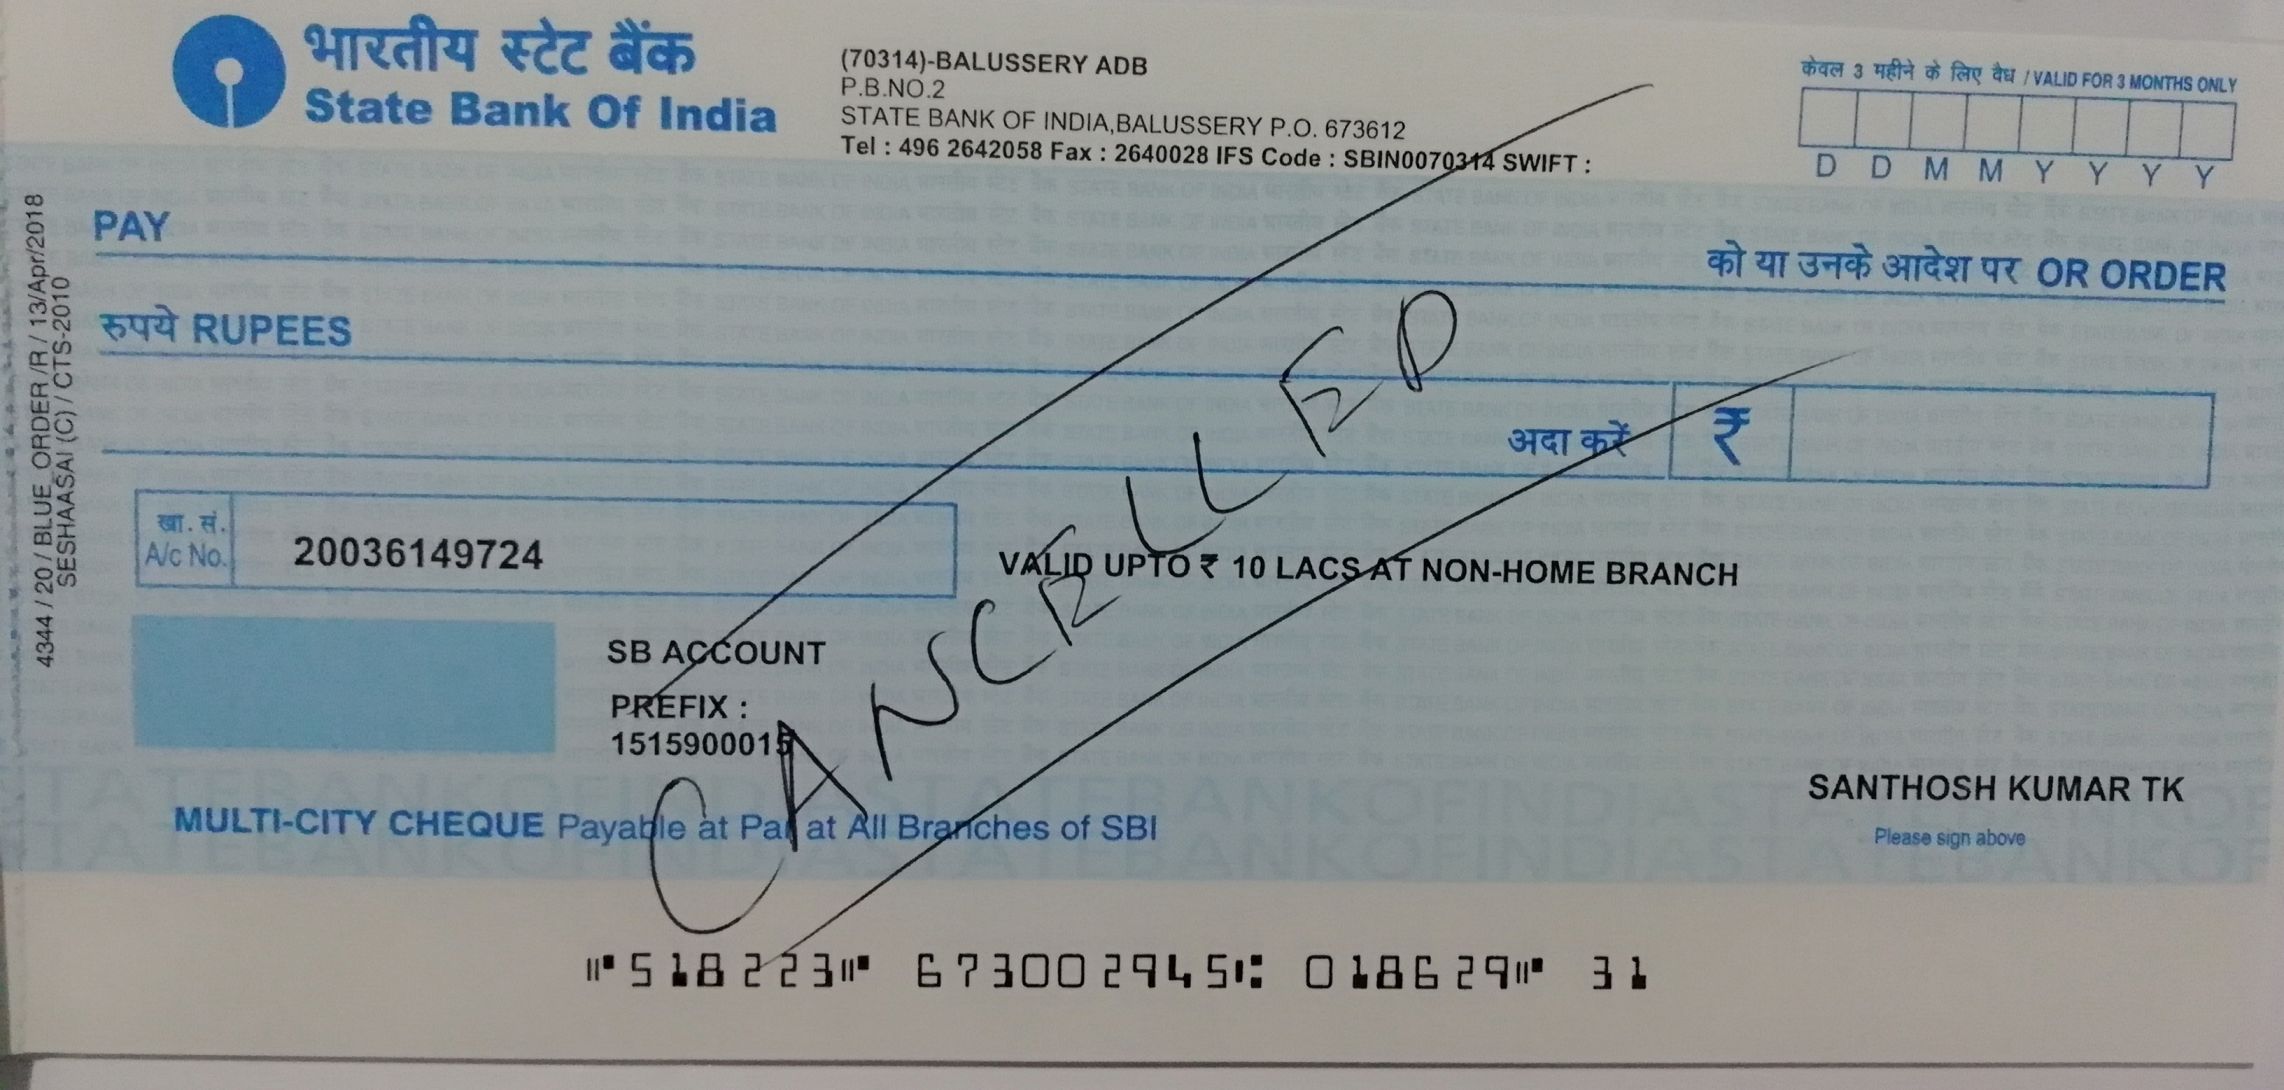 भारतीय स्टेट बैंक
State Bank Of India
(70314)-BALUSSERY ADB
P.B.NO.2
STATE BANK OF INDIA,BALUSSERY P.O. 673612
Tel : 496 2642058 Fax : 2640028 IFS Code : SBIN0070314 SWIFT :
केवल 3 महीने के लिए वैध / VALID FOR 3 MONTHS ONLY
D D M M Y Y Y Y
PAY
को या उनके आदेश पर OR ORDER
रुपये RUPEES
अदा करें ₹
खा. सं.
A/c No. 20036149724
VALID UPTO ₹ 10 LACS AT NON-HOME BRANCH
CANCELLED
SB ACCOUNT
PREFIX :
1515900015
SANTHOSH KUMAR TK
Please sign above
MULTI-CITY CHEQUE Payable at Par at All Branches of SBI
⑈518223⑈ 673002945⑆ 018629⑈ 31
4344 / 20 / BLUE_ORDER /R / 13/Apr/2018
SESHAASAI (C) / CTS-2010
STATEBANKOFINDIASTATEBANKOFINDIASTATEBANKOF
STATEBANKOFINDIASTATEBANKOFINDIASTATEBANKOF